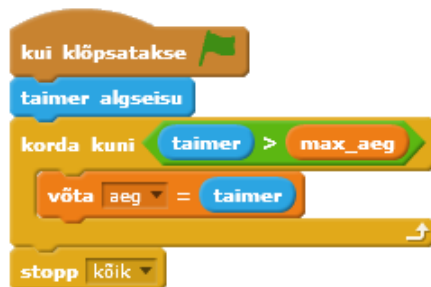 kui klõpsatakse
taimer algseisu
korda kuni taimer > max_aeg
võta aeg = taimer
stopp kõik